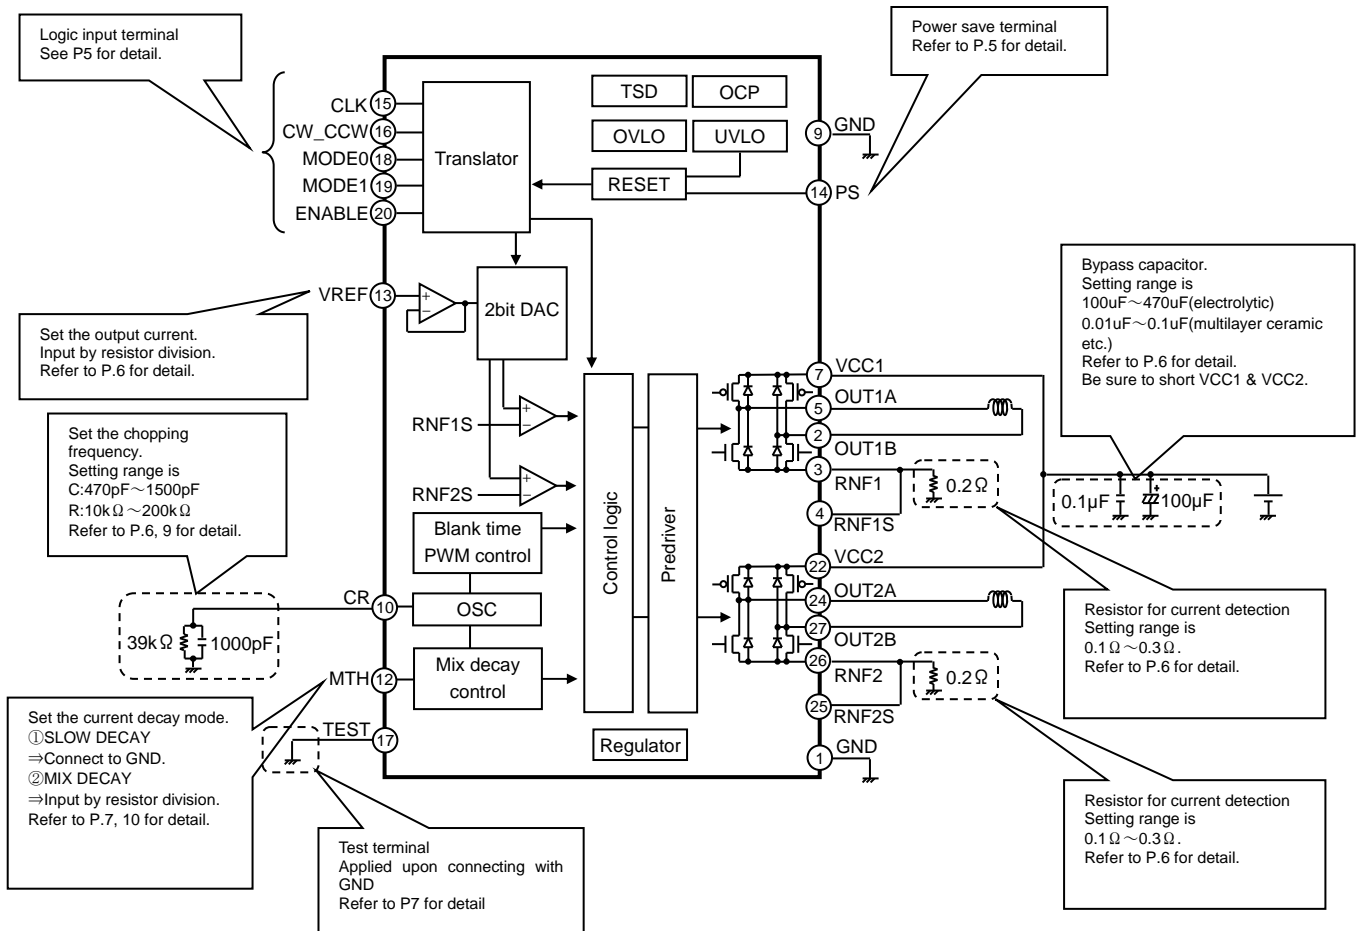 Logic input terminal
See P5 for detail.
Power save terminal
Refer to P.5 for detail.
CLK 15
CW_CCW 16
MODE0 18
MODE1 19
ENABLE 20
Translator
TSD
OCP
OVLO
UVLO
RESET
9 GND
14 PS
VREF 13
+
−
2bit DAC
Set the output current.
Input by resistor division.
Refer to P.6 for detail.
Bypass capacitor.
Setting range is
100uF～470uF(electrolytic)
0.01uF～0.1uF(multilayer ceramic
etc.)
Refer to P.6 for detail.
Be sure to short VCC1 & VCC2.
Set the chopping
frequency.
Setting range is
C:470pF～1500pF
R:10kΩ～200kΩ
Refer to P.6, 9 for detail.
RNF1S
+
−
RNF2S
+
−
Blank time
PWM control
OSC
Mix decay
control
Control logic
Predriver
Regulator
7 VCC1
5 OUT1A
2 OUT1B
3 RNF1
4 RNF1S
0.2Ω
22 VCC2
24 OUT2A
27 OUT2B
26 RNF2
25 RNF2S
0.2Ω
1 GND
0.1µF
+
100µF
CR 10
39kΩ
1000pF
MTH 12
TEST 17
Set the current decay mode.
①SLOW DECAY
⇒Connect to GND.
②MIX DECAY
⇒Input by resistor division.
Refer to P.7, 10 for detail.
Test terminal
Applied upon connecting with
GND
Refer to P7 for detail
Resistor for current detection
Setting range is
0.1Ω～0.3Ω.
Refer to P.6 for detail.
Resistor for current detection
Setting range is
0.1Ω～0.3Ω.
Refer to P.6 for detail.